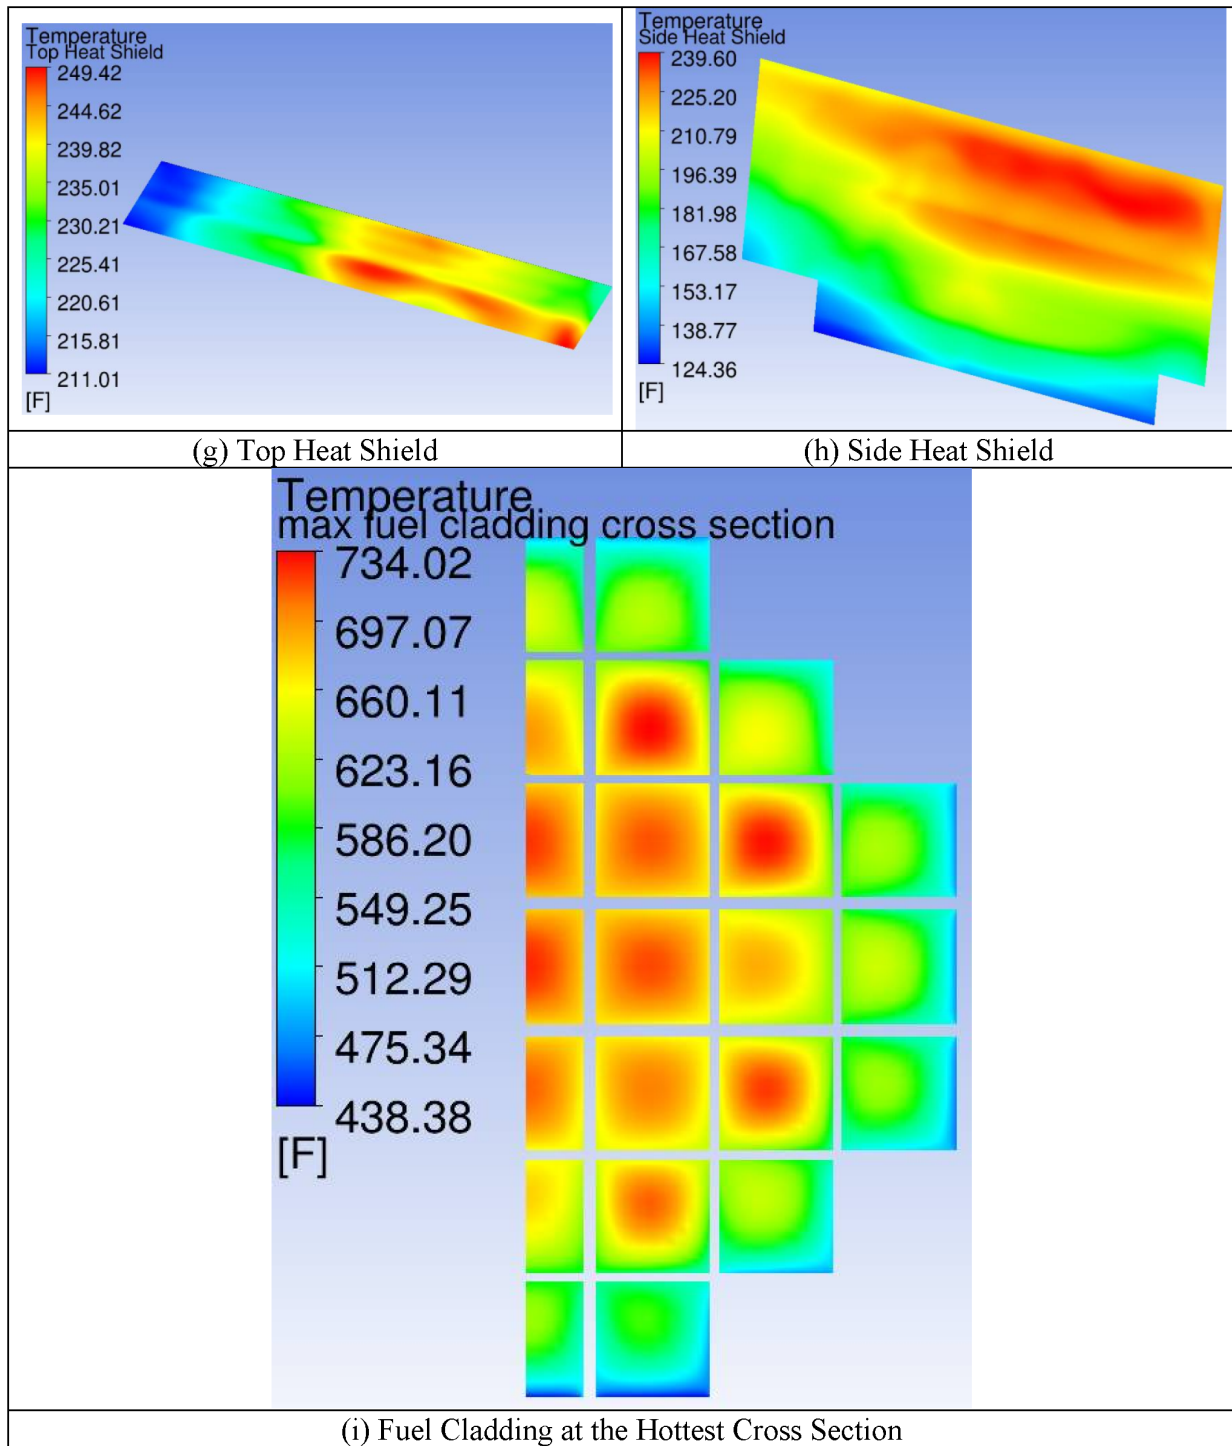 Temperature
Top Heat Shield
249.42
244.62
239.82
235.01
230.21
225.41
220.61
215.81
211.01
[F]
(g) Top Heat Shield
Temperature
Side Heat Shield
239.60
225.20
210.79
196.39
181.98
167.58
153.17
138.77
124.36
[F]
(h) Side Heat Shield
Temperature
max fuel cladding cross section
734.02
697.07
660.11
623.16
586.20
549.25
512.29
475.34
438.38
[F]
(i) Fuel Cladding at the Hottest Cross Section